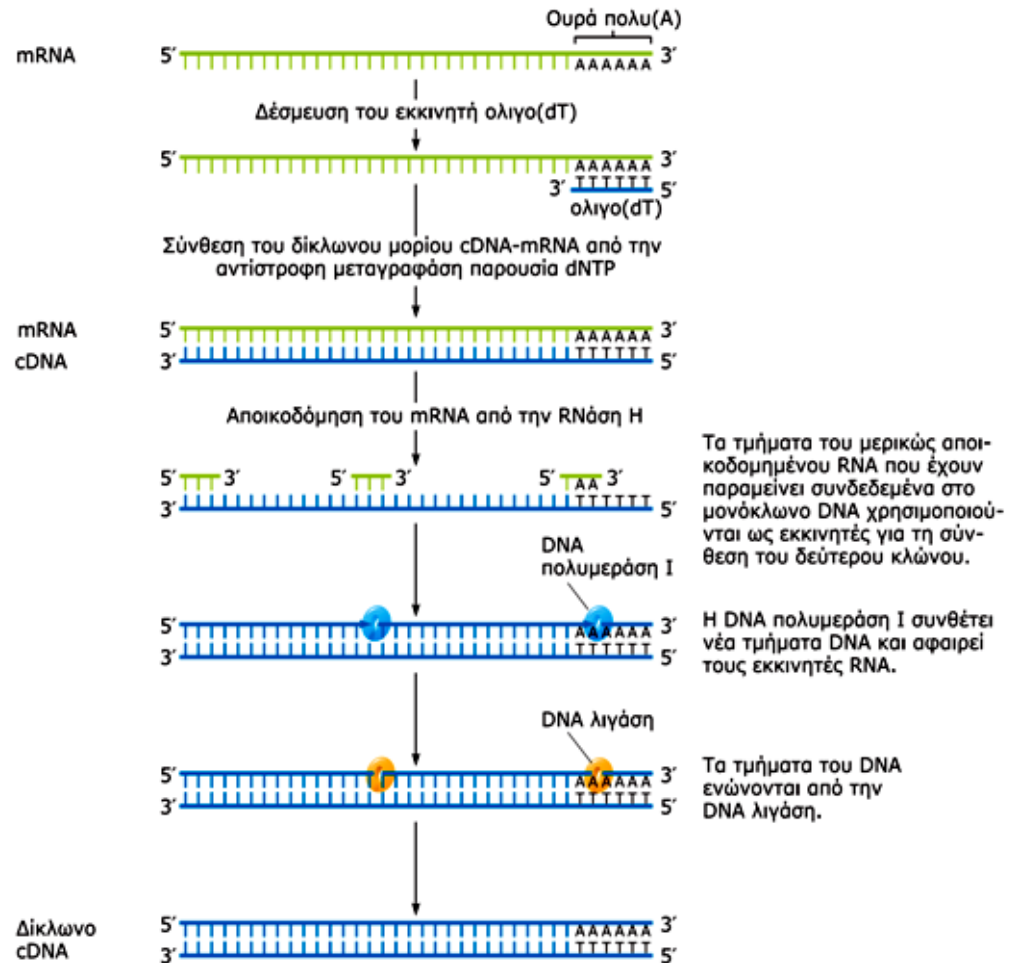 Ουρά πολυ(Α)
mRNA
5′
3′
AAAAAA
Δέσμευση του εκκινητή ολιγο(dT)
5′
3′
AAAAAA
TTTTTT
3′
5′
ολιγο(dT)
Σύνθεση του δίκλωνου μορίου cDNA-mRNA από την
αντίστροφη μεταγραφάση παρουσία dNTP
mRNA
5′
3′
AAAAAA
TTTTTT
cDNA
3′
5′
Αποικοδόμηση του mRNA από την RNάση Η
5′
3′
5′
3′
5′
3′
AA
TTTTTT
3′
5′
Τα τμήματα του μερικώς αποι-
κοδομημένου RNA που έχουν
παραμείνει συνδεδεμένα στο
μονόκλωνο DNA χρησιμοποιού-
νται ως εκκινητές για τη σύν-
θεση του δεύτερου κλώνου.
DNA
πολυμεράση Ι
5′
3′
AAAAAA
TTTTTT
3′
5′
Η DNA πολυμεράση Ι συνθέτει
νέα τμήματα DNA και αφαιρεί
τους εκκινητές RNA.
DNA λιγάση
5′
3′
AAAAAA
TTTTTT
3′
5′
Τα τμήματα του DNA
ενώνονται από την
DNA λιγάση.
Δίκλωνο
cDNA
5′
3′
AAAAAA
TTTTTT
3′
5′